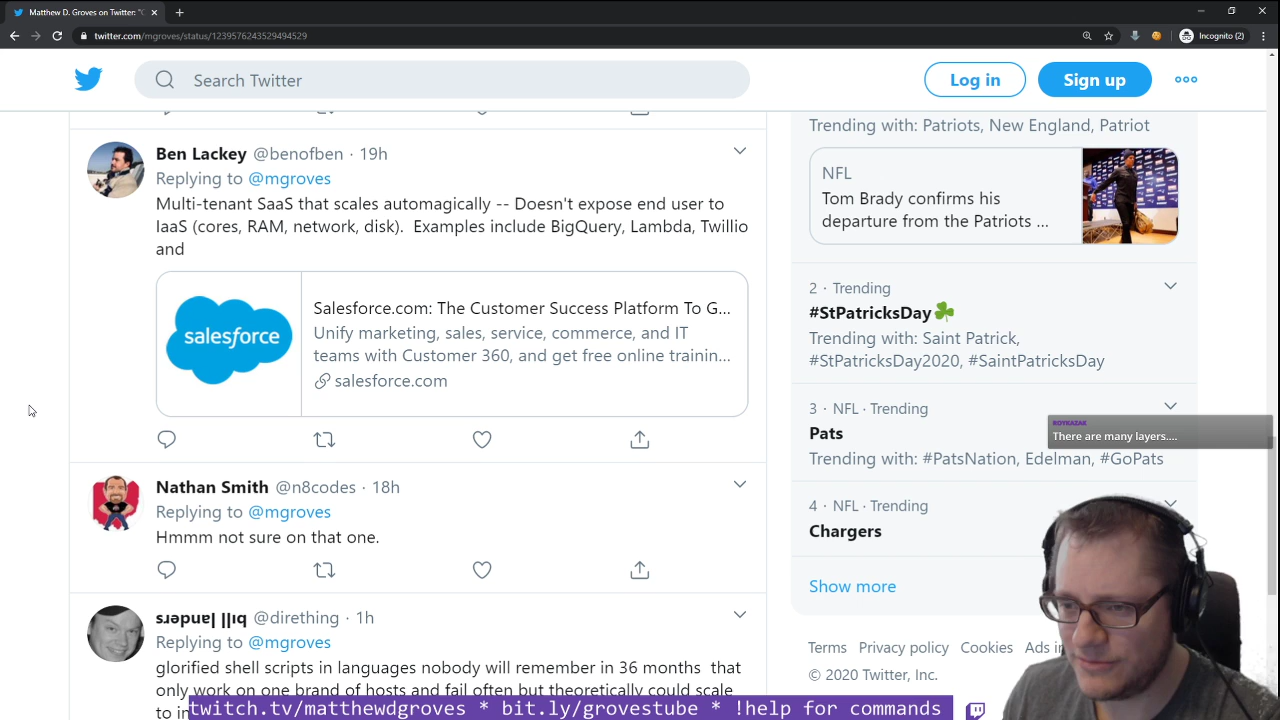 Matthew D. Groves on Twitter: "C
twitter.com/mgroves/status/1239576243529494529
Incognito (2)
Search Twitter
Log in
Sign up
Ben Lackey @benofben · 19h
Replying to @mgroves
Multi-tenant SaaS that scales automagically -- Doesn't expose end user to
IaaS (cores, RAM, network, disk). Examples include BigQuery, Lambda, Twillio
and
salesforce
Salesforce.com: The Customer Success Platform To G...
Unify marketing, sales, service, commerce, and IT
teams with Customer 360, and get free online trainin...
salesforce.com
Nathan Smith @n8codes · 18h
Replying to @mgroves
Hmmm not sure on that one.
sɹǝpuɐl llıq @dirething · 1h
Replying to @mgroves
glorified shell scripts in languages nobody will remember in 36 months that
only work on one brand of hosts and fail often but theoretically could scale
to in
Trending with: Patriots, New England, Patriot
NFL
Tom Brady confirms his
departure from the Patriots ...
2 · Trending
#StPatricksDay☘
Trending with: Saint Patrick,
#StPatricksDay2020, #SaintPatricksDay
3 · NFL · Trending
Pats
Trending with: #PatsNation, Edelman, #GoPats
ROYKAZAK
There are many layers....
4 · NFL · Trending
Chargers
Show more
Terms Privacy policy Cookies Ads in
© 2020 Twitter, Inc.
twitch.tv/matthewdgroves * bit.ly/grovestube * !help for commands